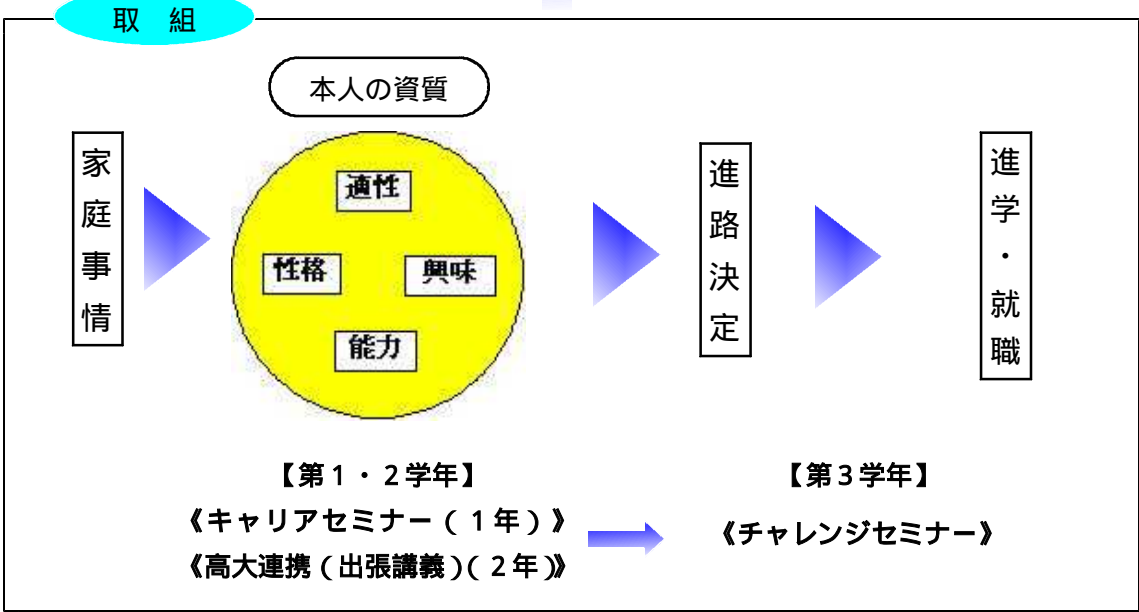 取 組
本人の資質
家庭事情
適性
性格
興味
能力
進路決定
進学・就職
【第1・2学年】
《キャリアセミナー(1年)》
《高大連携(出張講義)(2年)》
【第3学年】
《チャレンジセミナー》